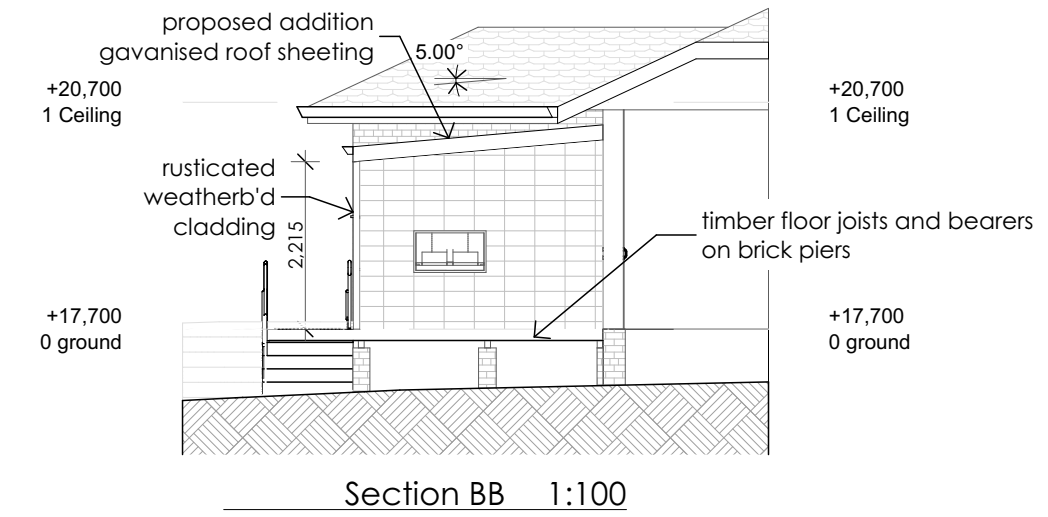 proposed addition
gavanised roof sheeting
5.00°
+20,700
1 Ceiling
+20,700
1 Ceiling
rusticated
weatherb'd
cladding
2,215
timber floor joists and bearers
on brick piers
+17,700
0 ground
+17,700
0 ground
Section BB 1:100